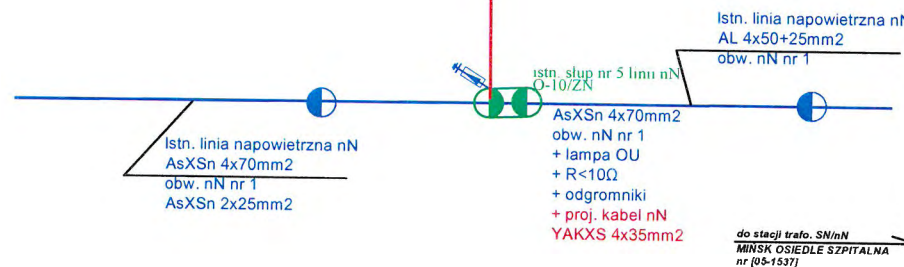 Istn. linia napowietrzna nN
AL 4x50+25mm2
obw. nN nr 1
istn. słup nr 5 linii nN
O-10/ZN
AsXSn 4x70mm2
obw. nN nr 1
+ lampa OU
+ R<10Ω
+ odgromniki
+ proj. kabel nN
YAKXS 4x35mm2
Istn. linia napowietrzna nN
AsXSn 4x70mm2
obw. nN nr 1
AsXSn 2x25mm2
do stacji trafo. SN/nN
MIŃSK OSIEDLE SZPITALNA
nr [05-1537]